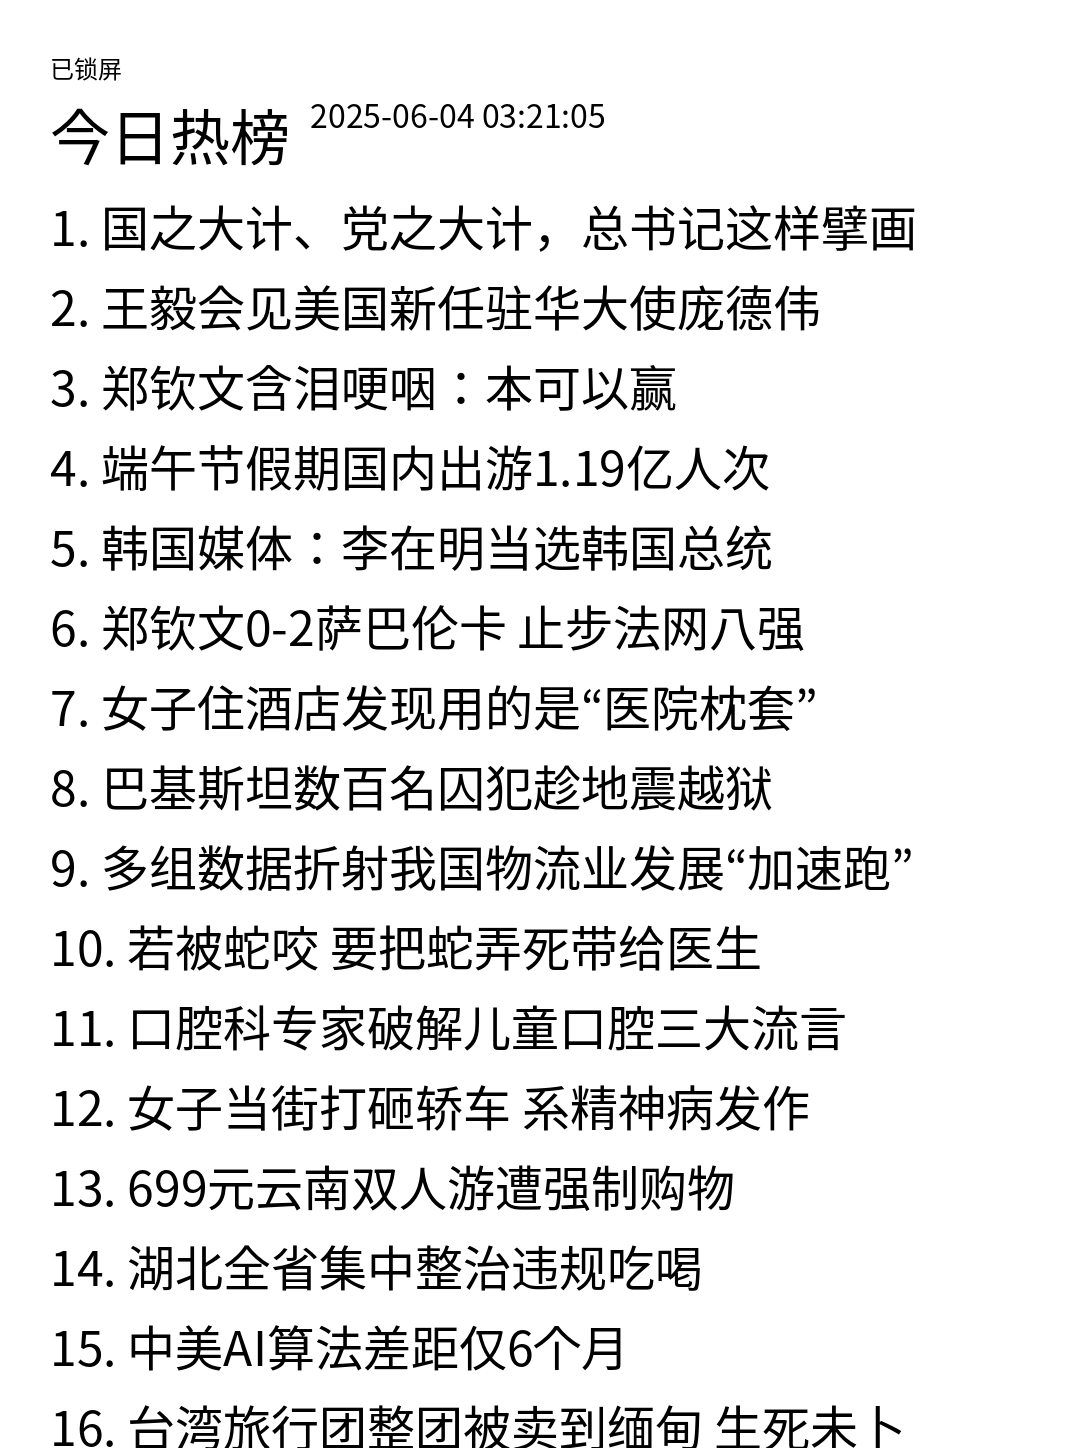 已锁屏
今日热榜 2025-06-04 03:21:05
1. 国之大计、党之大计，总书记这样擘画
2. 王毅会见美国新任驻华大使庞德伟
3. 郑钦文含泪哽咽：本可以赢
4. 端午节假期国内出游1.19亿人次
5. 韩国媒体：李在明当选韩国总统
6. 郑钦文0-2萨巴伦卡 止步法网八强
7. 女子住酒店发现用的是“医院枕套”
8. 巴基斯坦数百名囚犯趁地震越狱
9. 多组数据折射我国物流业发展“加速跑”
10. 若被蛇咬 要把蛇弄死带给医生
11. 口腔科专家破解儿童口腔三大流言
12. 女子当街打砸轿车 系精神病发作
13. 699元云南双人游遭强制购物
14. 湖北全省集中整治违规吃喝
15. 中美AI算法差距仅6个月
16. 台湾旅行团整团被卖到缅甸 生死未卜